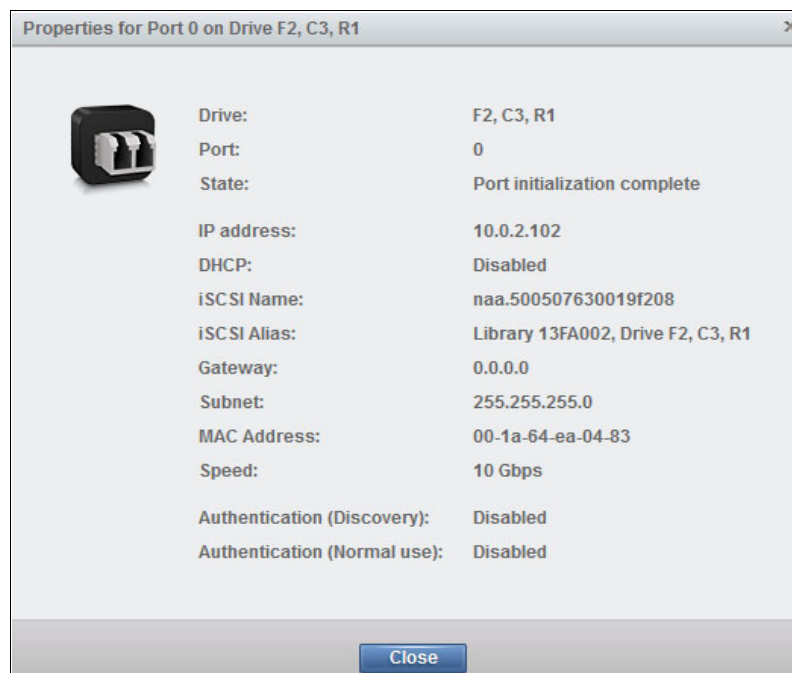 Properties for Port 0 on Drive F2, C3, R1
Drive: F2, C3, R1
Port: 0
State: Port initialization complete
IP address: 10.0.2.102
DHCP: Disabled
iSCSI Name: naa.500507630019f208
iSCSI Alias: Library 13FA002, Drive F2, C3, R1
Gateway: 0.0.0.0
Subnet: 255.255.255.0
MAC Address: 00-1a-64-ea-04-83
Speed: 10 Gbps
Authentication (Discovery): Disabled
Authentication (Normal use): Disabled
Close